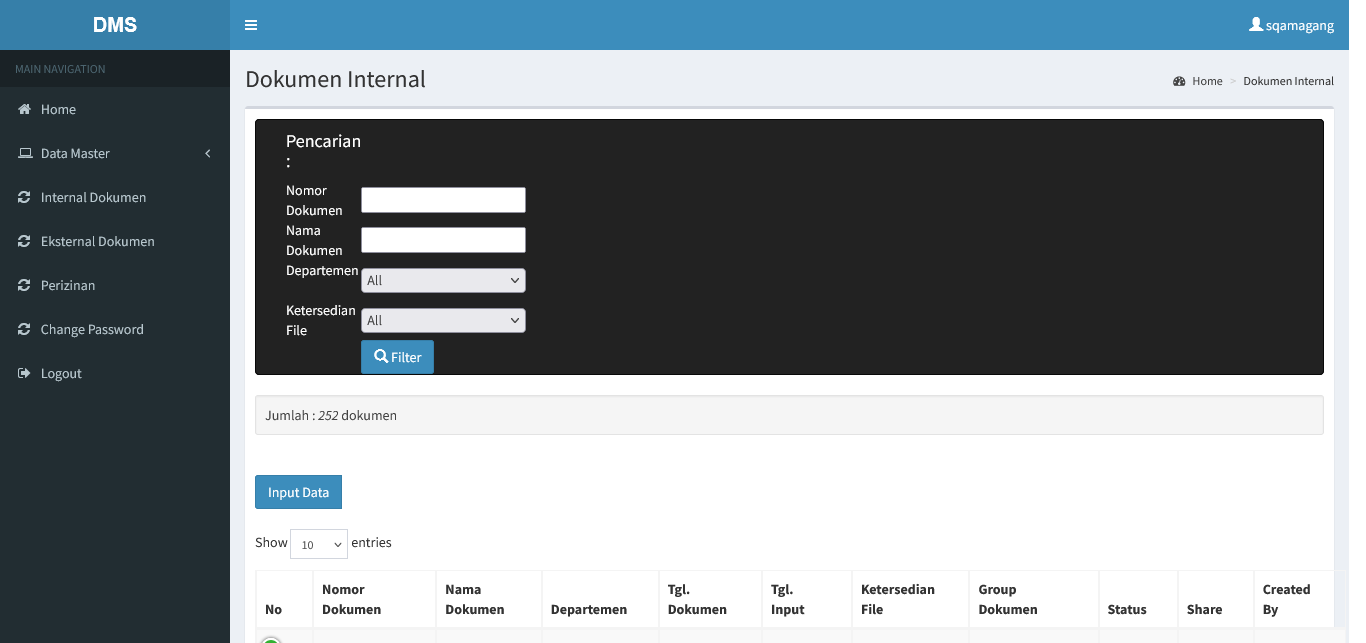 DMS
sqamagang
MAIN NAVIGATION
Home
Data Master
Internal Dokumen
Eksternal Dokumen
Perizinan
Change Password
Logout
Dokumen Internal
Home > Dokumen Internal
Pencarian
:
Nomor
Dokumen
Nama
Dokumen
Departemen
All
Ketersedian
File
All
Filter
Jumlah : 252 dokumen
Input Data
Show 10 entries
No
Nomor
Dokumen
Nama
Dokumen
Departemen
Tgl.
Dokumen
Tgl.
Input
Ketersedian
File
Group
Dokumen
Status
Share
Created
By